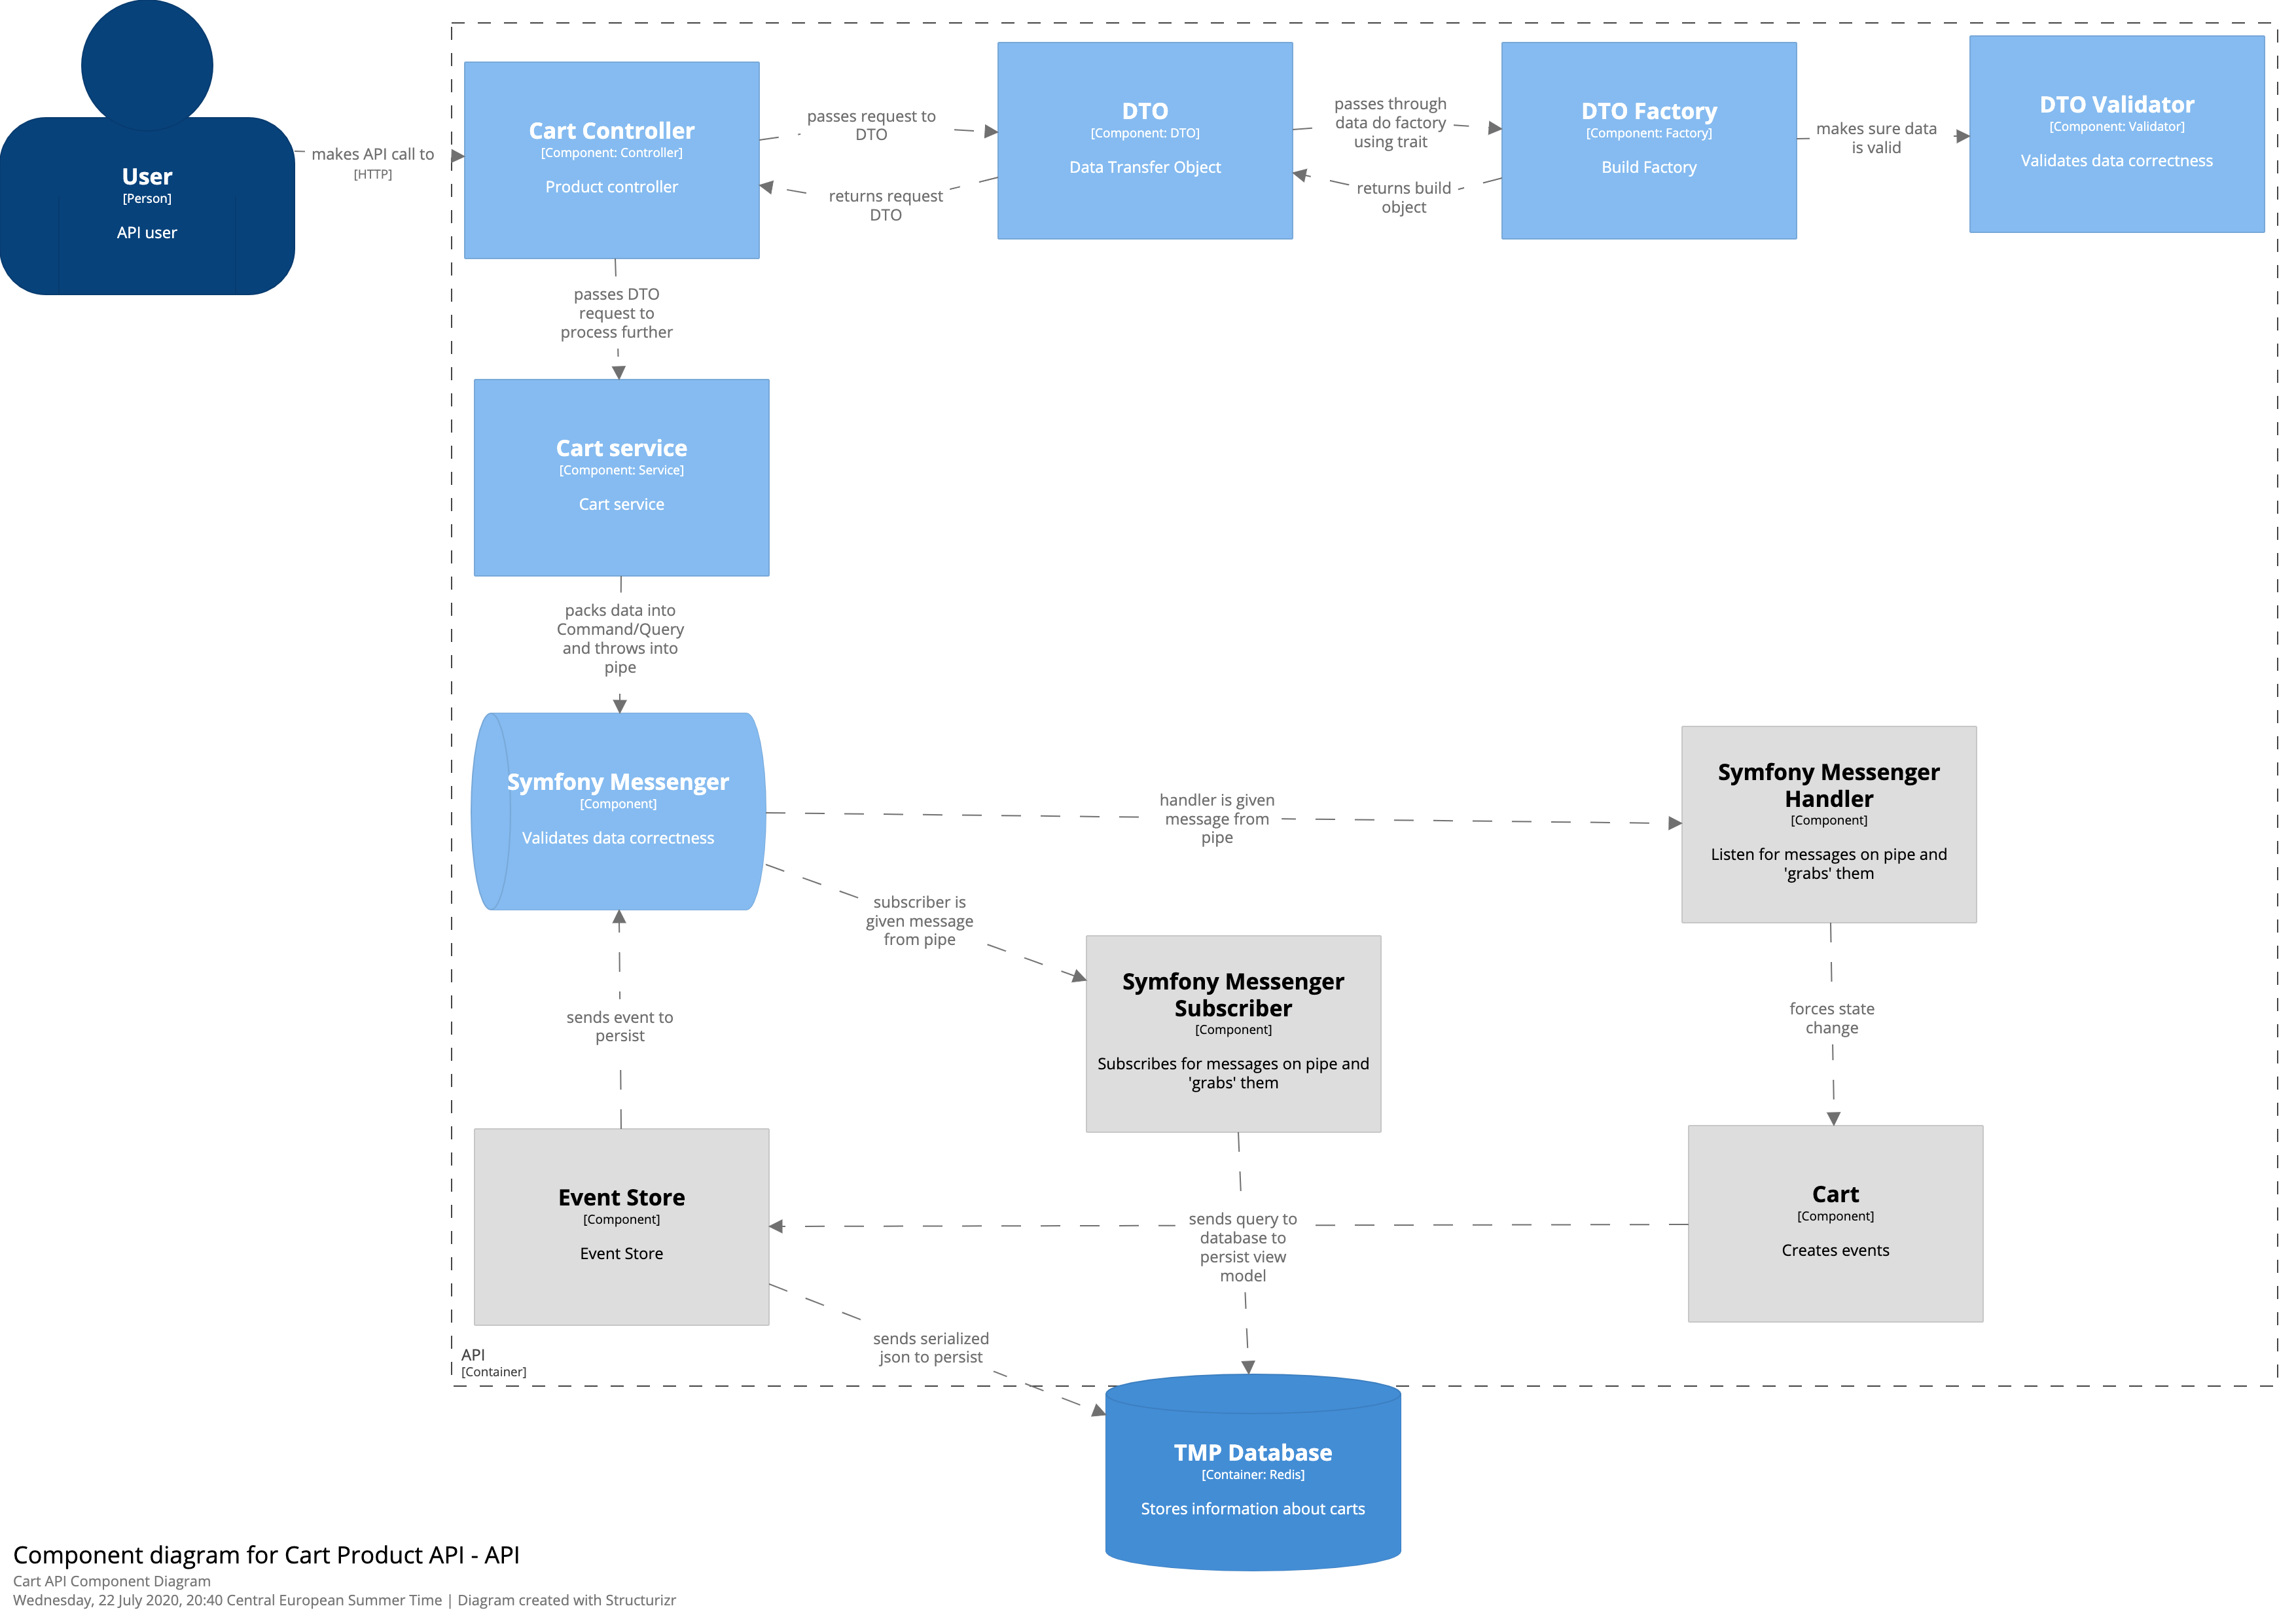 User
[Person]
API user
makes API call to
[HTTP]
Cart Controller
[Component: Controller]
Product controller
passes request to
DTO
returns request
DTO
DTO
[Component: DTO]
Data Transfer Object
passes through
data do factory
using trait
returns build
object
DTO Factory
[Component: Factory]
Build Factory
makes sure data
is valid
DTO Validator
[Component: Validator]
Validates data correctness
passes DTO
request to
process further
Cart service
[Component: Service]
Cart service
packs data into
Command/Query
and throws into
pipe
Symfony Messenger
[Component]
Validates data correctness
handler is given
message from
pipe
Symfony Messenger
Handler
[Component]
Listen for messages on pipe and
'grabs' them
subscriber is
given message
from pipe
Symfony Messenger
Subscriber
[Component]
Subscribes for messages on pipe and
'grabs' them
sends event to
persist
forces state
change
Event Store
[Component]
Event Store
sends query to
database to
persist view
model
Cart
[Component]
Creates events
sends serialized
json to persist
API
[Container]
TMP Database
[Container: Redis]
Stores information about carts
Component diagram for Cart Product API - API
Cart API Component Diagram
Wednesday, 22 July 2020, 20:40 Central European Summer Time | Diagram created with Structurizr